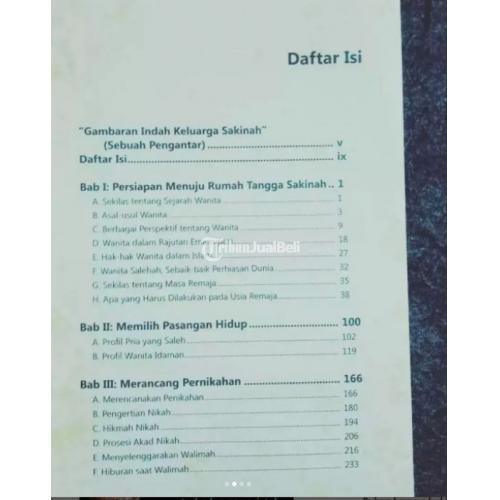 Daftar Isi
"Gambaran Indah Keluarga Sakinah"
(Sebuah Pengantar) ........ v
Daftar Isi ........ ix
Bab I: Persiapan Menuju Rumah Tangga Sakinah .. 1
A. Sekilas tentang Sejarah Wanita ........ 1
B. Asal-usul Wanita ........ 3
C. Berbagai Perspektif tentang Wanita ........ 9
D. Wanita dalam Rajutan ........ 18
TribunJualBeli
E. Hak-hak Wanita dalam ........ 27
F. Wanita Salehah, Sebaik-baik Perhiasan Dunia ........ 32
G. Sekilas tentang Masa Remaja ........ 35
H. Apa yang Harus Dilakukan pada Usia Remaja ........ 38
Bab II: Memilih Pasangan Hidup ........ 100
A. Profil Pria yang Saleh ........ 102
B. Profil Wanita Idaman ........ 119
Bab III: Merancang Pernikahan ........ 166
A. Merencanakan Penikahan ........ 166
B. Pengertian Nikah ........ 180
C. Hikmah Nikah ........ 194
D. Prosesi Akad Nikah ........ 206
E. Menyelenggarakan Walimah ........ 216
F. Hiburan saat Walimah ........ 233